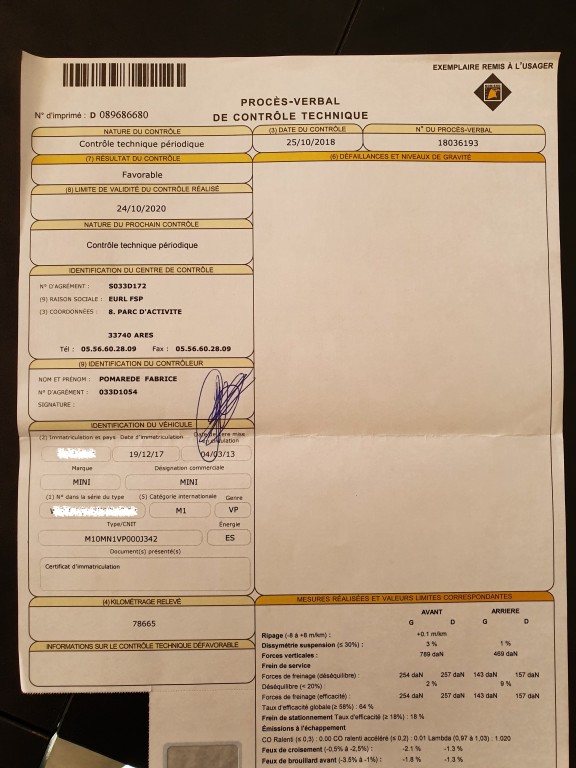 EXEMPLAIRE REMIS À L'USAGER
N° d'imprimé : D 089686680
PROCÈS-VERBAL
DE CONTRÔLE TECHNIQUE
NATURE DU CONTRÔLE
Contrôle technique périodique
(3) DATE DU CONTRÔLE
25/10/2018
N° DU PROCÈS-VERBAL
18036193
(7) RÉSULTAT DU CONTRÔLE
Favorable
(6) DÉFAILLANCES ET NIVEAUX DE GRAVITÉ
(8) LIMITE DE VALIDITÉ DU CONTRÔLE RÉALISÉ
24/10/2020
NATURE DU PROCHAIN CONTRÔLE
Contrôle technique périodique
IDENTIFICATION DU CENTRE DE CONTRÔLE
N° D'AGRÉMENT : S033D172
(9) RAISON SOCIALE : EURL FSP
(3) COORDONNÉES : 8. PARC D'ACTIVITE
33740 ARES
Tél : 05.56.60.28.09 Fax : 05.56.60.28.09
(9) IDENTIFICATION DU CONTRÔLEUR
NOM ET PRÉNOM : POMAREDE FABRICE
N° D'AGRÉMENT : 033D1054
SIGNATURE :
IDENTIFICATION DU VÉHICULE
(2) Immatriculation et pays Date d'immatriculation Date de 1ère mise en circulation
19/12/17 04/03/13
Marque Désignation commerciale
MINI MINI
(1) N° dans la série du type (5) Catégorie internationale Genre
M1 VP
Type/CNIT Énergie
M10MN1VP000J342 ES
Document(s) présenté(s)
Certificat d'immatriculation
(4) KILOMÉTRAGE RELEVÉ
78665
INFORMATIONS SUR LE CONTRÔLE TECHNIQUE DÉFAVORABLE
MESURES RÉALISÉES ET VALEURS LIMITES CORRESPONDANTES
AVANT ARRIERE
G D G D
Ripage (-8 à +8 m/km) : +0.1 m/km
Dissymétrie suspension (≤ 30%) : 3 % 1 %
Forces verticales : 789 daN 469 daN
Frein de service
Forces de freinage (déséquilibre) : 254 daN 257 daN 143 daN 157 daN
Déséquilibre (< 20%) : 2 % 9 %
Forces de freinage (efficacité) : 254 daN 257 daN 143 daN 157 daN
Taux d'efficacité globale (≥ 58%) : 64 %
Frein de stationnement Taux d'efficacité (≥ 18%) : 18 %
Émissions à l'échappement
CO Ralenti (≤ 0,3) : 0.00 CO ralenti accéléré (≤ 0,2) : 0.01 Lambda (0,97 à 1,03) : 1.020
Feux de croisement (-0.5% à -2,5%) : -2.1 % -1.3 %
Feux de brouillard avant (-3.5% à -1%) : -1.8 % -1.3 %